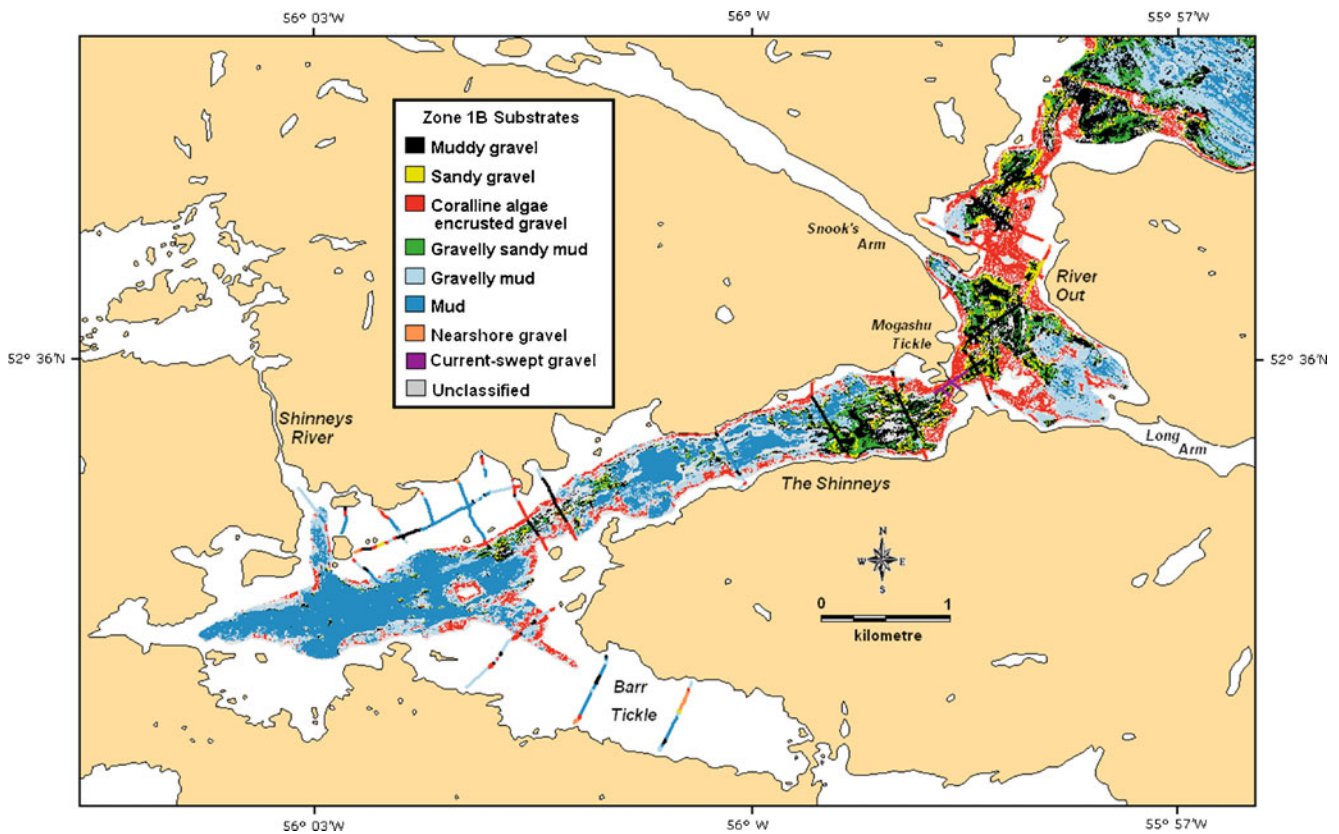 56° 03'W
56° W
55° 57'W
Zone 1B Substrates
Muddy gravel
Sandy gravel
Coralline algae
encrusted gravel
Gravelly sandy mud
Gravelly mud
Mud
Nearshore gravel
Current-swept gravel
Unclassified
Snook's
Arm
River
Out
Mogashu
Tickle
52° 36'N
52° 36'N
Shinneys
River
Long
Arm
The Shinneys
N
W
E
S
0
1
kilometre
Barr
Tickle
56° 03'W
56° W
55° 57'W